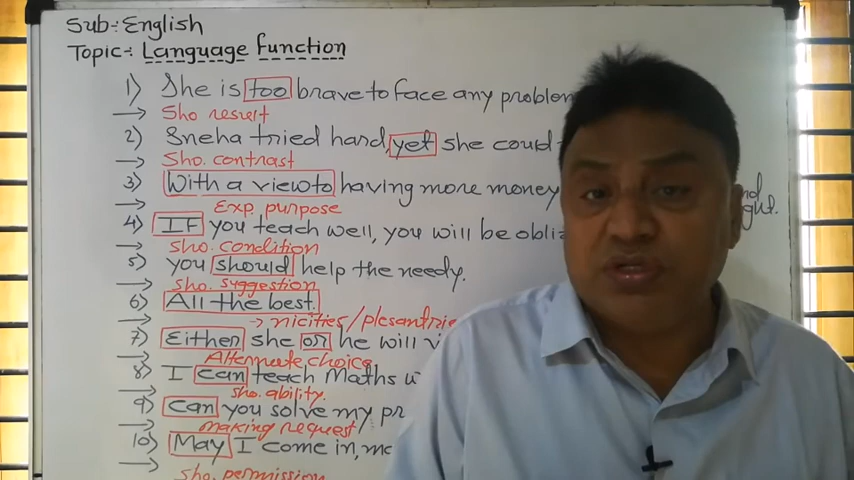 Sub:- English
Topic:- Language function
1) She is too brave to face any problem
→ Sho result
2) Sneha tried hard, yet she could
→ Sho. contrast
3) With a view to having more money
→ Exp. purpose
4) If you teach well, you will be
→ sho. condition
5) you should help the needy.
→ sho. suggestion
6) All the best.
→ nicities/plesantries
7) Either she or he will
→ Alternate choice
8) I can teach Maths
→ sho. ability.
9) can you solve my
→ making request
10) May I come in,
→ sho. permission